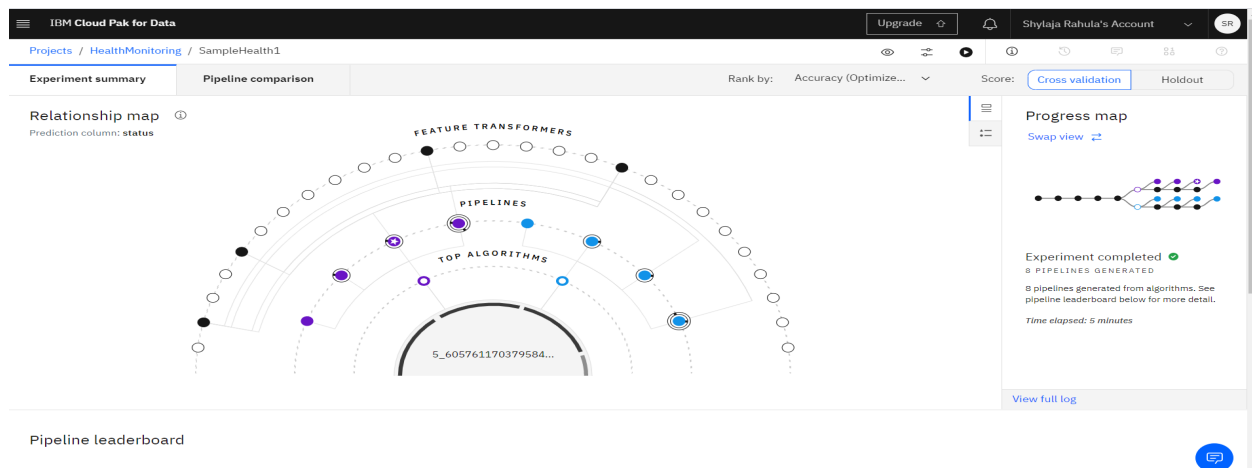 IBM Cloud Pak for Data
Upgrade
Shylaja Rahula's Account
SR
Projects / HealthMonitoring / SampleHealth1
Experiment summary
Pipeline comparison
Rank by: Accuracy (Optimize...
Score: Cross validation Holdout
Relationship map
Prediction column: status
FEATURE TRANSFORMERS
PIPELINES
TOP ALGORITHMS
5_605761170379584...
Progress map
Swap view
Experiment completed
8 PIPELINES GENERATED
8 pipelines generated from algorithms. See
pipeline leaderboard below for more detail.
Time elapsed: 5 minutes
View full log
Pipeline leaderboard